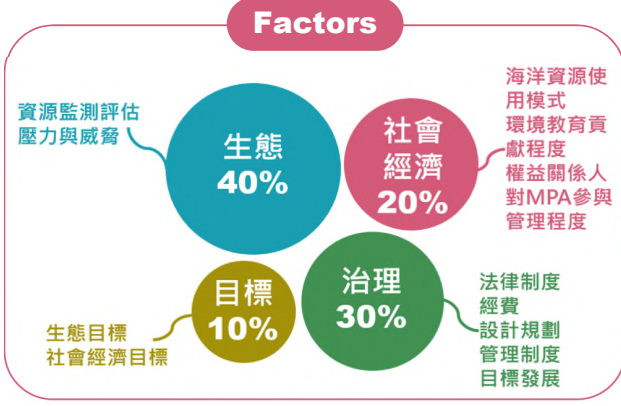 Factors
資源監測評估
壓力與威脅
生態
40%
社會
經濟
20%
海洋資源使
用模式
環境教育貢
獻程度
權益關係人
對MPA參與
管理程度
目標
10%
生態目標
社會經濟目標
治理
30%
法律制度
經費
設計規劃
管理制度
目標發展